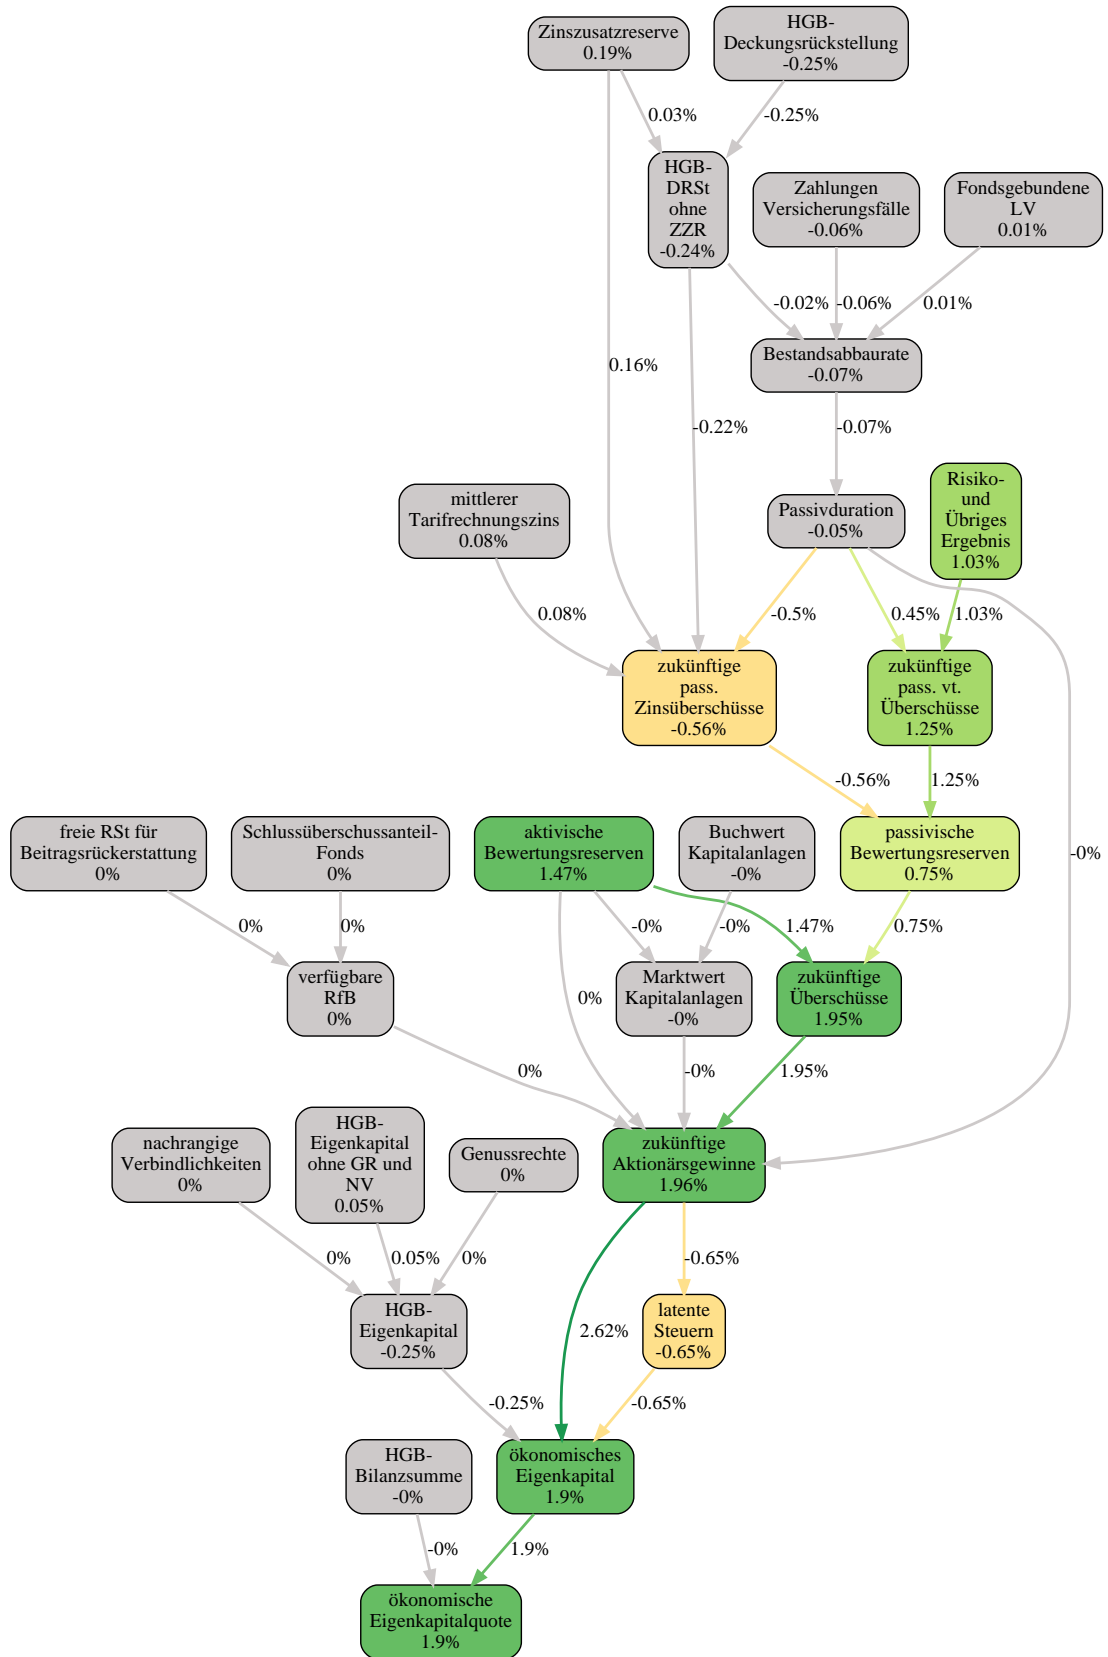 Zinszusatzreserve
0.19%
HGB-
Deckungsrückstellung
-0.25%
0.03%
-0.25%
HGB-
DRSt
ohne
ZZR
-0.24%
Zahlungen
Versicherungsfälle
-0.06%
Fondsgebundene
LV
0.01%
-0.02%
-0.06%
0.01%
Bestandsabbaurate
-0.07%
0.16%
-0.22%
-0.07%
mittlerer
Tarifrechnungszins
0.08%
Passivduration
-0.05%
Risiko-
und
Übriges
Ergebnis
1.03%
0.08%
-0.5%
0.45%
1.03%
zukünftige
pass.
Zinsüberschüsse
-0.56%
zukünftige
pass. vt.
Überschüsse
1.25%
-0.56%
1.25%
freie RSt für
Beitragsrückerstattung
0%
Schlussüberschussanteil-
Fonds
0%
aktivische
Bewertungsreserven
1.47%
Buchwert
Kapitalanlagen
-0%
passivische
Bewertungsreserven
0.75%
-0%
0%
0%
-0%
-0%
1.47%
0.75%
verfügbare
RfB
0%
0%
Marktwert
Kapitalanlagen
-0%
zukünftige
Überschüsse
1.95%
0%
-0%
1.95%
nachrangige
Verbindlichkeiten
0%
HGB-
Eigenkapital
ohne GR und
NV
0.05%
Genussrechte
0%
zukünftige
Aktionärsgewinne
1.96%
0%
0.05%
0%
-0.65%
HGB-
Eigenkapital
-0.25%
2.62%
latente
Steuern
-0.65%
-0.25%
-0.65%
HGB-
Bilanzsumme
-0%
ökonomisches
Eigenkapital
1.9%
-0%
1.9%
ökonomische
Eigenkapitalquote
1.9%